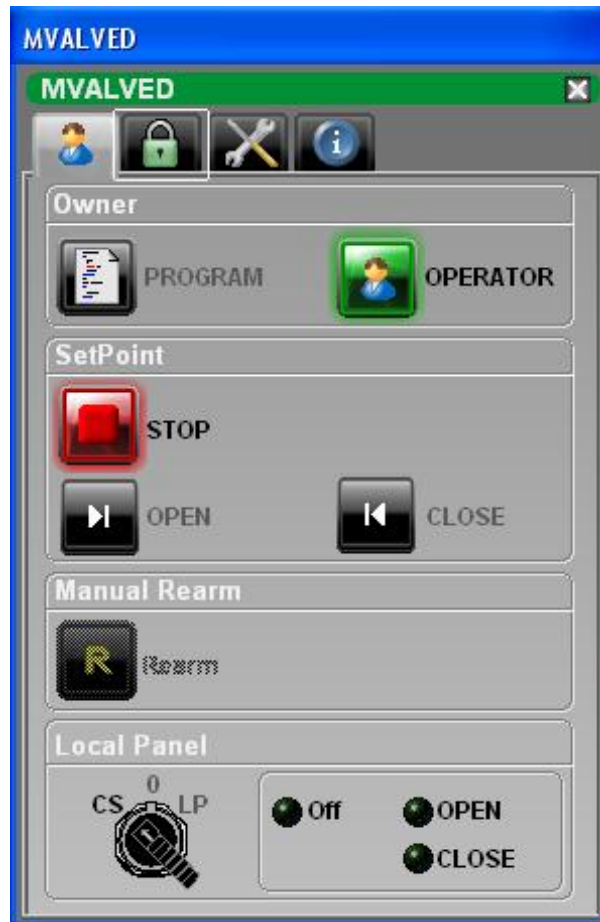 MVALVED
MVALVED
Owner
PROGRAM
OPERATOR
SetPoint
STOP
OPEN
CLOSE
Manual Rearm
R
Rearm
Local Panel
0
CS
LP
Off
OPEN
CLOSE